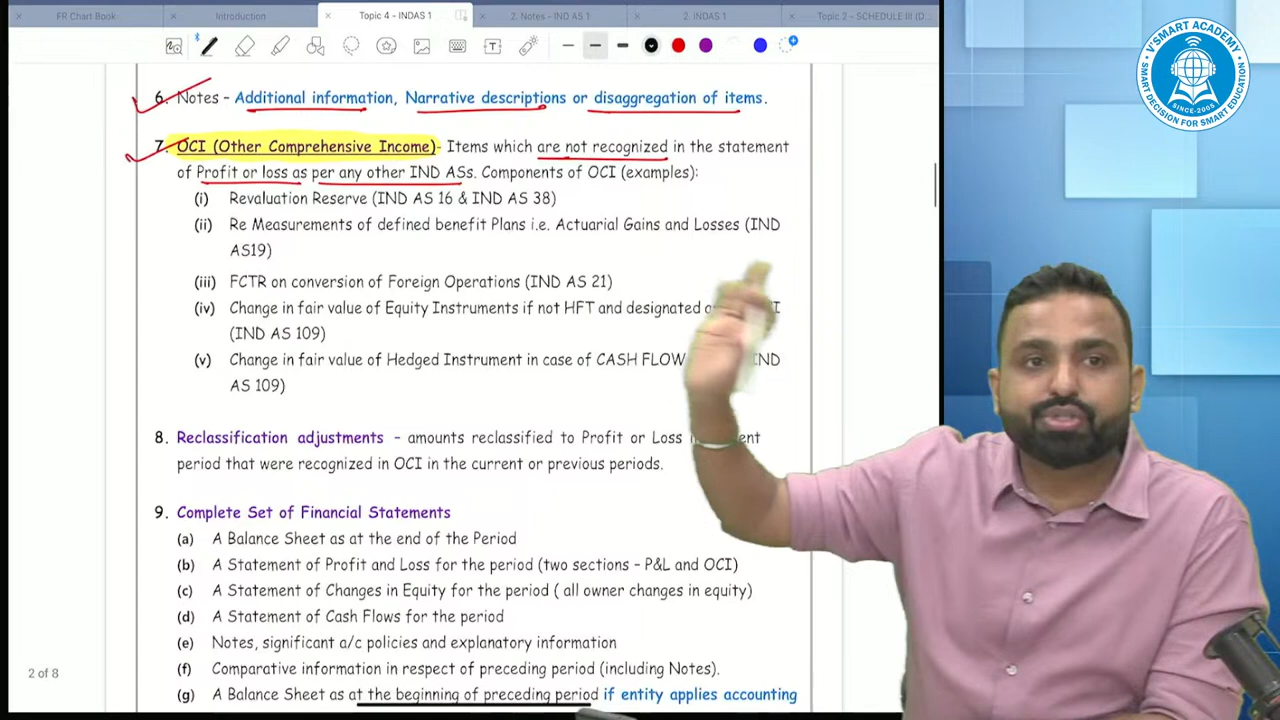 FR Chart Book
Introduction
Topic 4 - INDAS 1
2. Notes - IND AS 1
2 INDAS 1
Topic 2 - SCHEDULE III (D...
V'SMART ACADEMY
SMART DECISION FOR SMART EDUCATION
SINCE-2005
6. Notes – Additional information, Narrative descriptions or disaggregation of items.
7. OCI (Other Comprehensive Income)- Items which are not recognized in the statement
of Profit or loss as per any other IND ASs. Components of OCI (examples):
(i) Revaluation Reserve (IND AS 16 & IND AS 38)
(ii) Re Measurements of defined benefit Plans i.e. Actuarial Gains and Losses (IND
AS19)
(iii) FCTR on conversion of Foreign Operations (IND AS 21)
(iv) Change in fair value of Equity Instruments if not HFT and designated
(IND AS 109)
(v) Change in fair value of Hedged Instrument in case of CASH FLOW
AS 109)
8. Reclassification adjustments – amounts reclassified to Profit or Loss
period that were recognized in OCI in the current or previous periods.
9. Complete Set of Financial Statements
(a) A Balance Sheet as at the end of the Period
(b) A Statement of Profit and Loss for the period (two sections – P&L and OCI)
(c) A Statement of Changes in Equity for the period ( all owner changes in equity)
(d) A Statement of Cash Flows for the period
(e) Notes, significant a/c policies and explanatory information
(f) Comparative information in respect of preceding period (including Notes).
(g) A Balance Sheet as at the beginning of preceding period if entity applies accounting
2 of 8